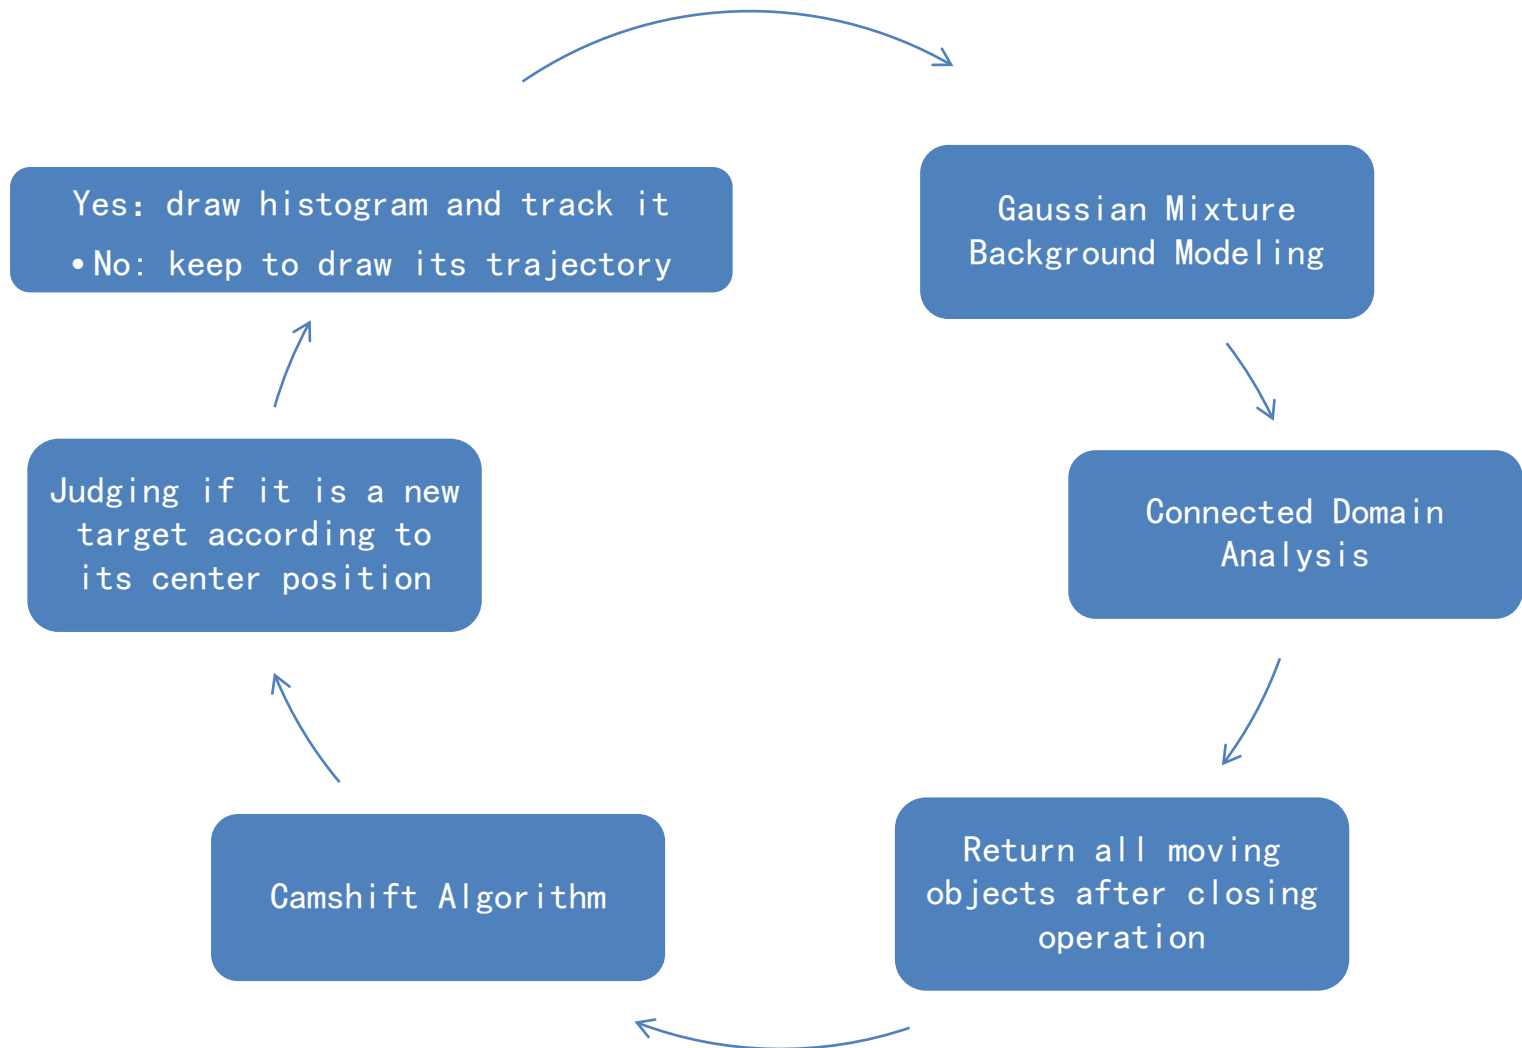 Yes: draw histogram and track it
• No: keep to draw its trajectory
Gaussian Mixture
Background Modeling
Judging if it is a new
target according to
its center position
Connected Domain
Analysis
Camshift Algorithm
Return all moving
objects after closing
operation